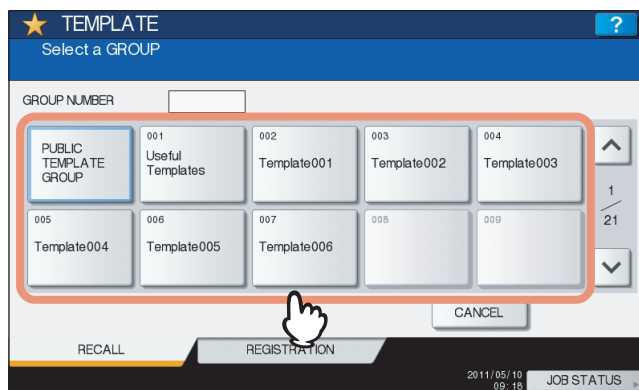 TEMPLATE
?
Select a GROUP
GROUP NUMBER
PUBLIC
TEMPLATE
GROUP
001
Useful
Templates
002
Template001
003
Template002
004
Template003
1
21
005
Template004
006
Template005
007
Template006
008
009
CANCEL
RECALL
REGISTRATION
2011/05/10
09:18
JOB STATUS